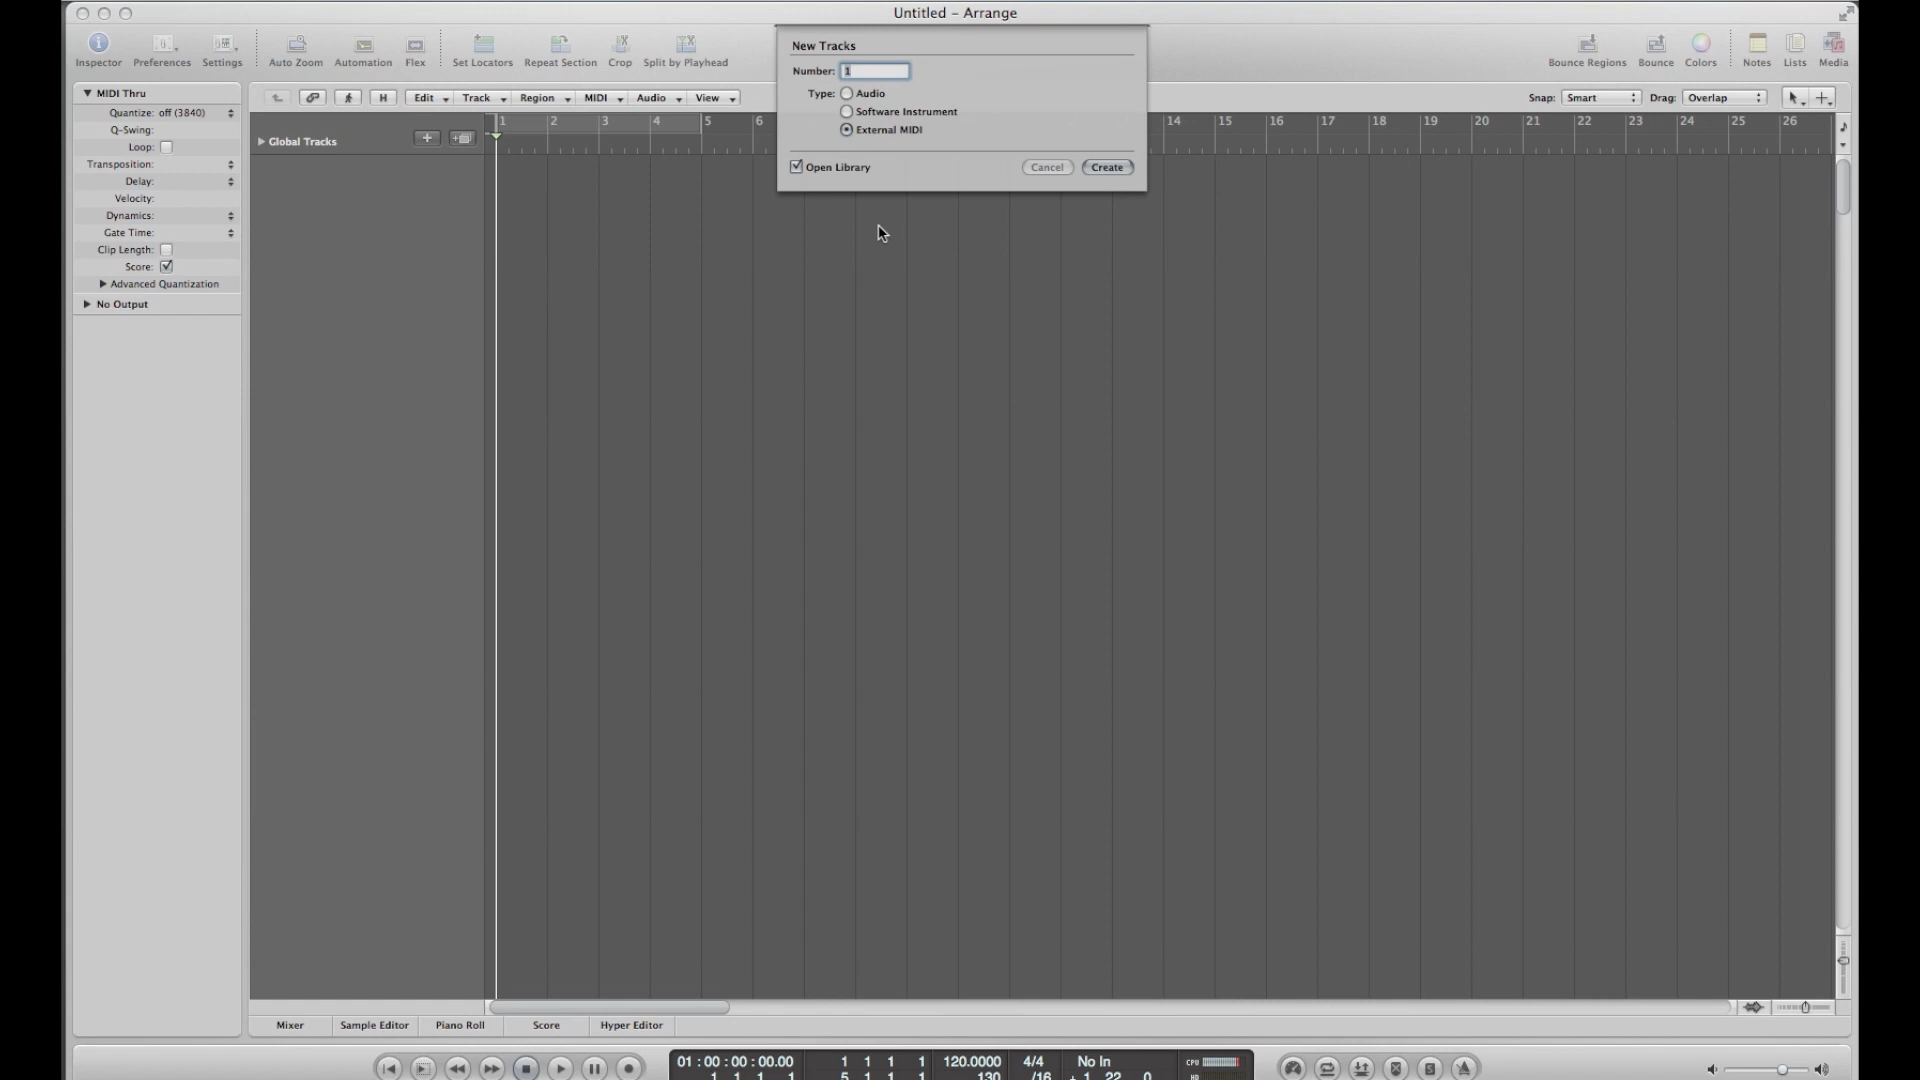 Untitled – Arrange
Inspector Preferences Settings Auto Zoom Automation Flex Set Locators Repeat Section Crop Split by Playhead Bounce Regions Bounce Colors Notes Lists Media
New Tracks
Number: 1
Type: Audio
Software Instrument
External MIDI
Open Library Cancel Create
MIDI Thru
Quantize: off (3840)
Q-Swing:
Loop:
Transposition:
Delay:
Velocity:
Dynamics:
Gate Time:
Clip Length:
Score:
Advanced Quantization
No Output
H Edit Track Region MIDI Audio View Snap: Smart Drag: Overlap
Global Tracks
1 2 3 4 5 6 14 15 16 17 18 19 20 21 22 23 24 25 26
Mixer Sample Editor Piano Roll Score Hyper Editor
01:00:00:00.00 1 1 1 1 120.0000 4/4 No In CPU
1 1 1 1 5 1 1 1 130 /16 + 1 22 0 HD